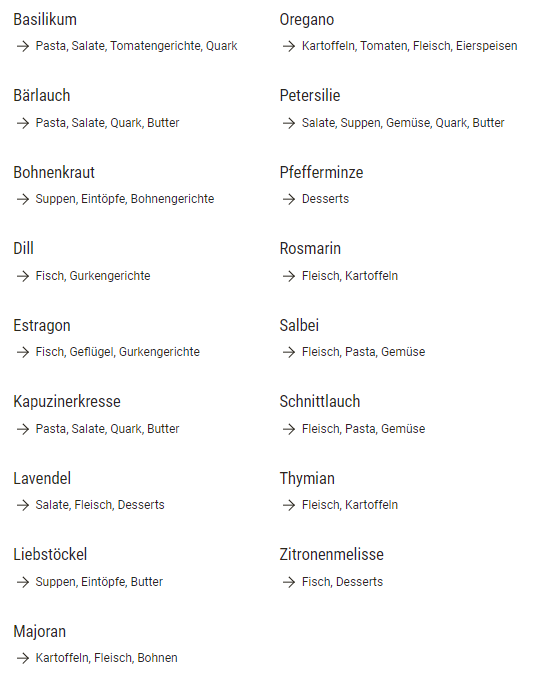 Basilikum
→ Pasta, Salate, Tomatengerichte, Quark
Bärlauch
→ Pasta, Salate, Quark, Butter
Bohnenkraut
→ Suppen, Eintöpfe, Bohnengerichte
Dill
→ Fisch, Gurkengerichte
Estragon
→ Fisch, Geflügel, Gurkengerichte
Kapuzinerkresse
→ Pasta, Salate, Quark, Butter
Lavendel
→ Salate, Fleisch, Desserts
Liebstöckel
→ Suppen, Eintöpfe, Butter
Majoran
→ Kartoffeln, Fleisch, Bohnen
Oregano
→ Kartoffeln, Tomaten, Fleisch, Eierspeisen
Petersilie
→ Salate, Suppen, Gemüse, Quark, Butter
Pfefferminze
→ Desserts
Rosmarin
→ Fleisch, Kartoffeln
Salbei
→ Fleisch, Pasta, Gemüse
Schnittlauch
→ Fleisch, Pasta, Gemüse
Thymian
→ Fleisch, Kartoffeln
Zitronenmelisse
→ Fisch, Desserts